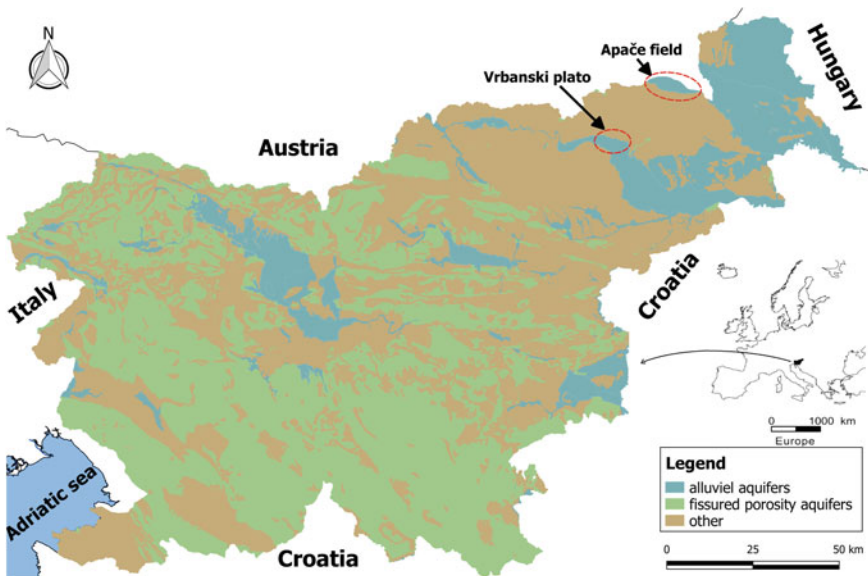 N
Apače field
Vrbanski plato
Hungary
Austria
Italy
Croatia
Adriatic sea
Croatia
0 1000 km
Europe
Legend
alluviel aquifers
fissured porosity aquifers
other
0 25 50 km